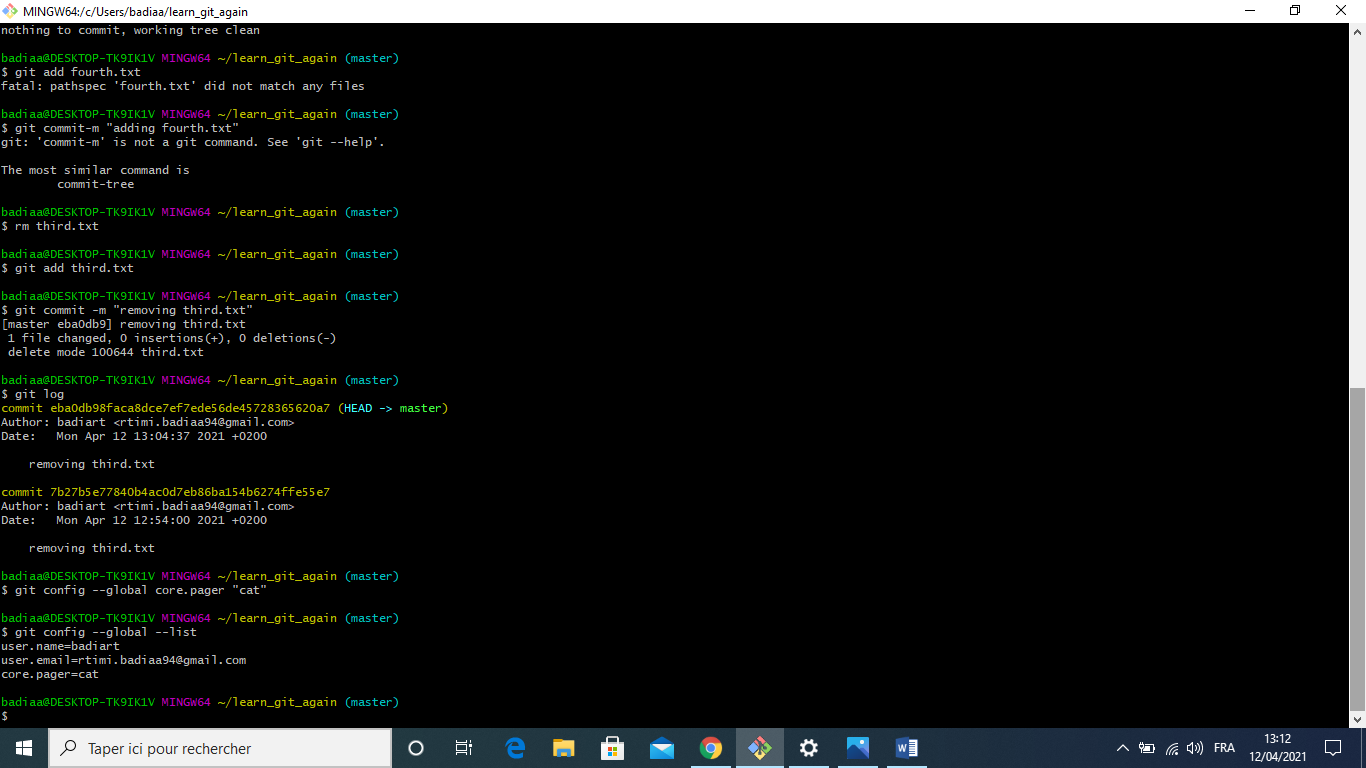 MINGW64:/c/Users/badiaa/learn_git_again
nothing to commit, working tree clean
badiaa@DESKTOP-TK9IK1V MINGW64 ~/learn_git_again (master)
$ git add fourth.txt
fatal: pathspec 'fourth.txt' did not match any files
badiaa@DESKTOP-TK9IK1V MINGW64 ~/learn_git_again (master)
$ git commit-m "adding fourth.txt"
git: 'commit-m' is not a git command. See 'git --help'.
The most similar command is
commit-tree
badiaa@DESKTOP-TK9IK1V MINGW64 ~/learn_git_again (master)
$ rm third.txt
badiaa@DESKTOP-TK9IK1V MINGW64 ~/learn_git_again (master)
$ git add third.txt
badiaa@DESKTOP-TK9IK1V MINGW64 ~/learn_git_again (master)
$ git commit -m "removing third.txt"
[master eba0db9] removing third.txt
1 file changed, 0 insertions(+), 0 deletions(-)
delete mode 100644 third.txt
badiaa@DESKTOP-TK9IK1V MINGW64 ~/learn_git_again (master)
$ git log
commit eba0db98faca8dce7ef7ede56de45728365620a7 (HEAD -> master)
Author: badiart <rtimi.badiaa94@gmail.com>
Date:   Mon Apr 12 13:04:37 2021 +0200
removing third.txt
commit 7b27b5e77840b4ac0d7eb86ba154b6274ffe55e7
Author: badiart <rtimi.badiaa94@gmail.com>
Date:   Mon Apr 12 12:54:00 2021 +0200
removing third.txt
badiaa@DESKTOP-TK9IK1V MINGW64 ~/learn_git_again (master)
$ git config --global core.pager "cat"
badiaa@DESKTOP-TK9IK1V MINGW64 ~/learn_git_again (master)
$ git config --global --list
user.name=badiart
user.email=rtimi.badiaa94@gmail.com
core.pager=cat
badiaa@DESKTOP-TK9IK1V MINGW64 ~/learn_git_again (master)
$
Taper ici pour rechercher
FRA
13:12
12/04/2021